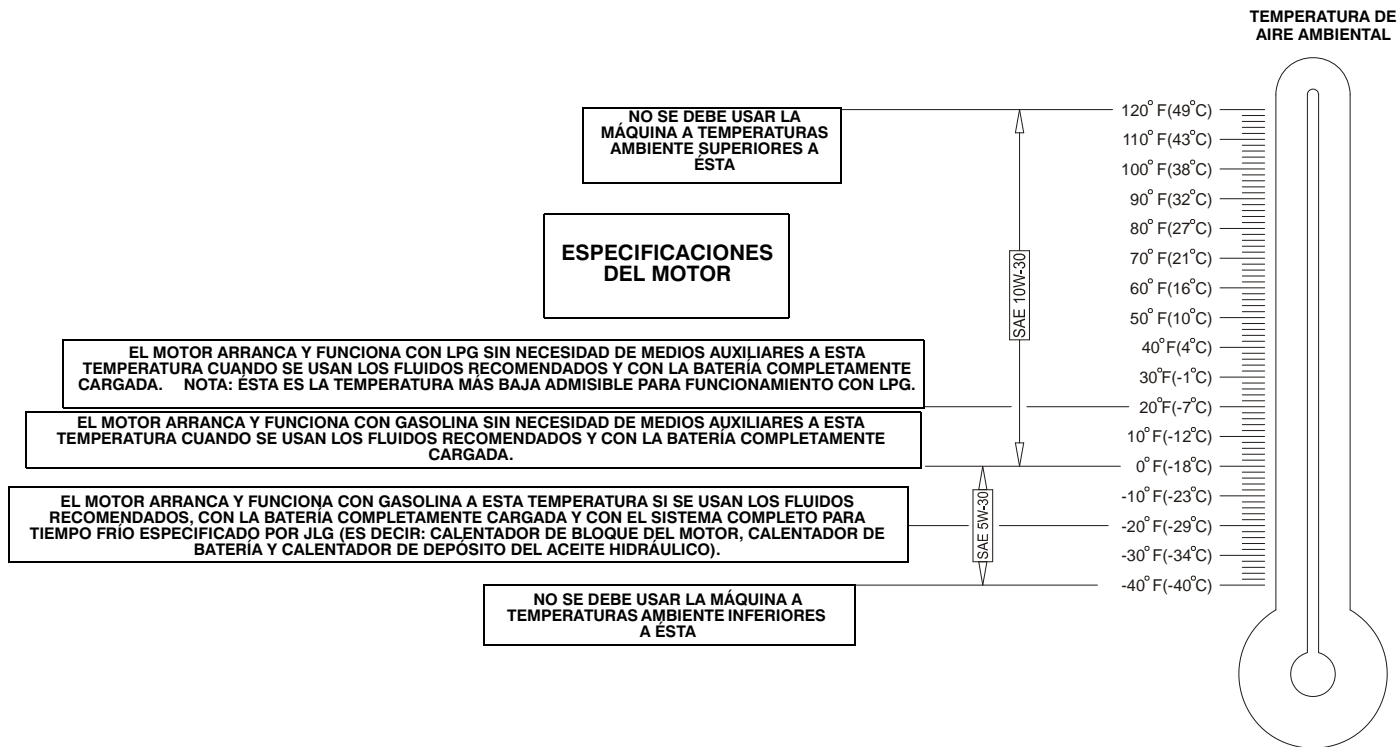 TEMPERATURA DE
AIRE AMBIENTAL
NO SE DEBE USAR LA
MÁQUINA A TEMPERATURAS
AMBIENTE SUPERIORES A
ÉSTA
ESPECIFICACIONES
DEL MOTOR
EL MOTOR ARRANCA Y FUNCIONA CON LPG SIN NECESIDAD DE MEDIOS AUXILIARES A ESTA
TEMPERATURA CUANDO SE USAN LOS FLUIDOS RECOMENDADOS Y CON LA BATERÍA COMPLETAMENTE
CARGADA. NOTA: ÉSTA ES LA TEMPERATURA MÁS BAJA ADMISIBLE PARA FUNCIONAMIENTO CON LPG.
EL MOTOR ARRANCA Y FUNCIONA CON GASOLINA SIN NECESIDAD DE MEDIOS AUXILIARES A ESTA
TEMPERATURA CUANDO SE USAN LOS FLUIDOS RECOMENDADOS Y CON LA BATERÍA COMPLETAMENTE
CARGADA.
EL MOTOR ARRANCA Y FUNCIONA CON GASOLINA A ESTA TEMPERATURA SI SE USAN LOS FLUIDOS
RECOMENDADOS, CON LA BATERÍA COMPLETAMENTE CARGADA Y CON EL SISTEMA COMPLETO PARA
TIEMPO FRÍO ESPECIFICADO POR JLG (ES DECIR: CALENTADOR DE BLOQUE DEL MOTOR, CALENTADOR DE
BATERÍA Y CALENTADOR DE DEPÓSITO DEL ACEITE HIDRÁULICO).
NO SE DEBE USAR LA MÁQUINA A
TEMPERATURAS AMBIENTE INFERIORES
A ÉSTA
SAE 10W-30
SAE 5W-30
120° F(49°C)
110° F(43°C)
100° F(38°C)
90° F(32°C)
80° F(27°C)
70° F(21°C)
60° F(16°C)
50° F(10°C)
40°F(4°C)
30°F(-1°C)
20°F(-7°C)
10°F(-12°C)
0°F(-18°C)
-10°F(-23°C)
-20°F(-29°C)
-30°F(-34°C)
-40°F(-40°C)